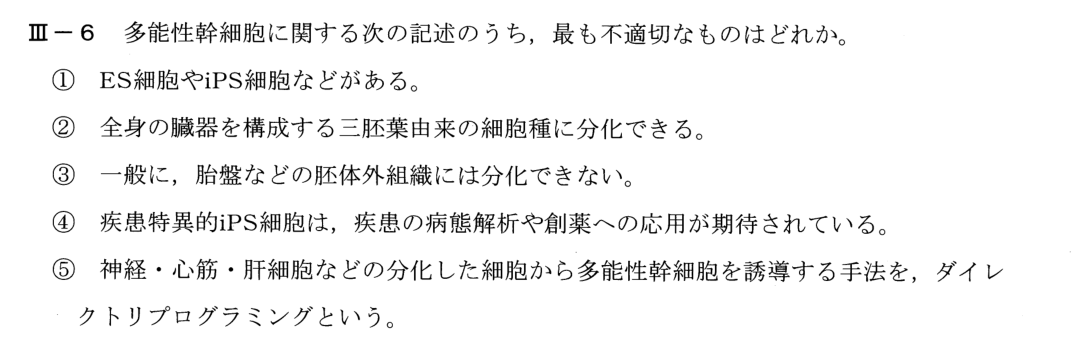 Ⅲ－6　多能性幹細胞に関する次の記述のうち，最も不適切なものはどれか。
①　ES細胞やiPS細胞などがある。
②　全身の臓器を構成する三胚葉由来の細胞種に分化できる。
③　一般に，胎盤などの胚体外組織には分化できない。
④　疾患特異的iPS細胞は，疾患の病態解析や創薬への応用が期待されている。
⑤　神経・心筋・肝細胞などの分化した細胞から多能性幹細胞を誘導する手法を，ダイレ
クトリプログラミングという。